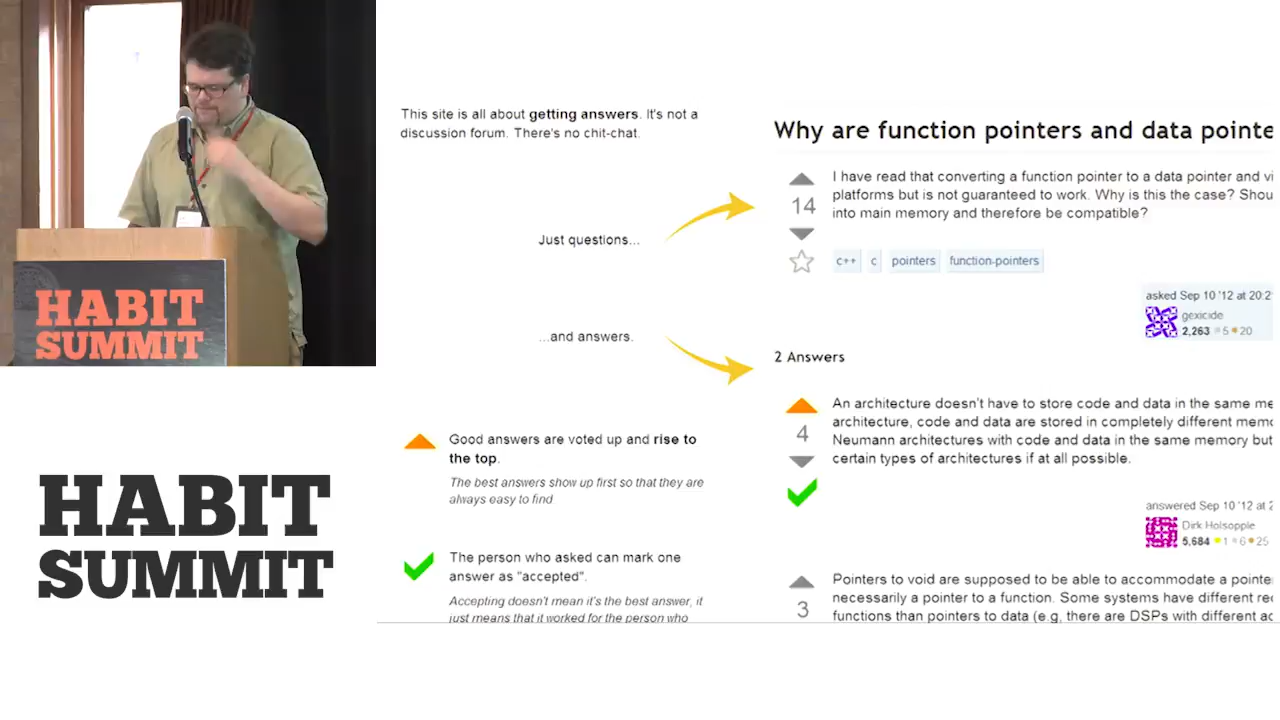 HABIT
SUMMIT
HABIT
SUMMIT
This site is all about getting answers. It's not a
discussion forum. There's no chit-chat.
Just questions...
...and answers.
Good answers are voted up and rise to
the top.
The best answers show up first so that they are
always easy to find
The person who asked can mark one
answer as "accepted".
Accepting doesn't mean it's the best answer, it
just means that it worked for the person who
Why are function pointers and data pointe
I have read that converting a function pointer to a data pointer and vi
platforms but is not guaranteed to work. Why is this the case? Shou
into main memory and therefore be compatible?
14
c++ c pointers function-pointers
asked Sep 10 '12 at 20:2
gexicide
2,263 5 20
2 Answers
An architecture doesn't have to store code and data in the same me
architecture, code and data are stored in completely different memo
Neumann architectures with code and data in the same memory but
certain types of architectures if at all possible.
4
answered Sep 10 '12 at 2
Dirk Holsopple
5,684 1 6 25
Pointers to void are supposed to be able to accommodate a pointe
necessarily a pointer to a function. Some systems have different re
functions than pointers to data (e.g, there are DSPs with different ad
3